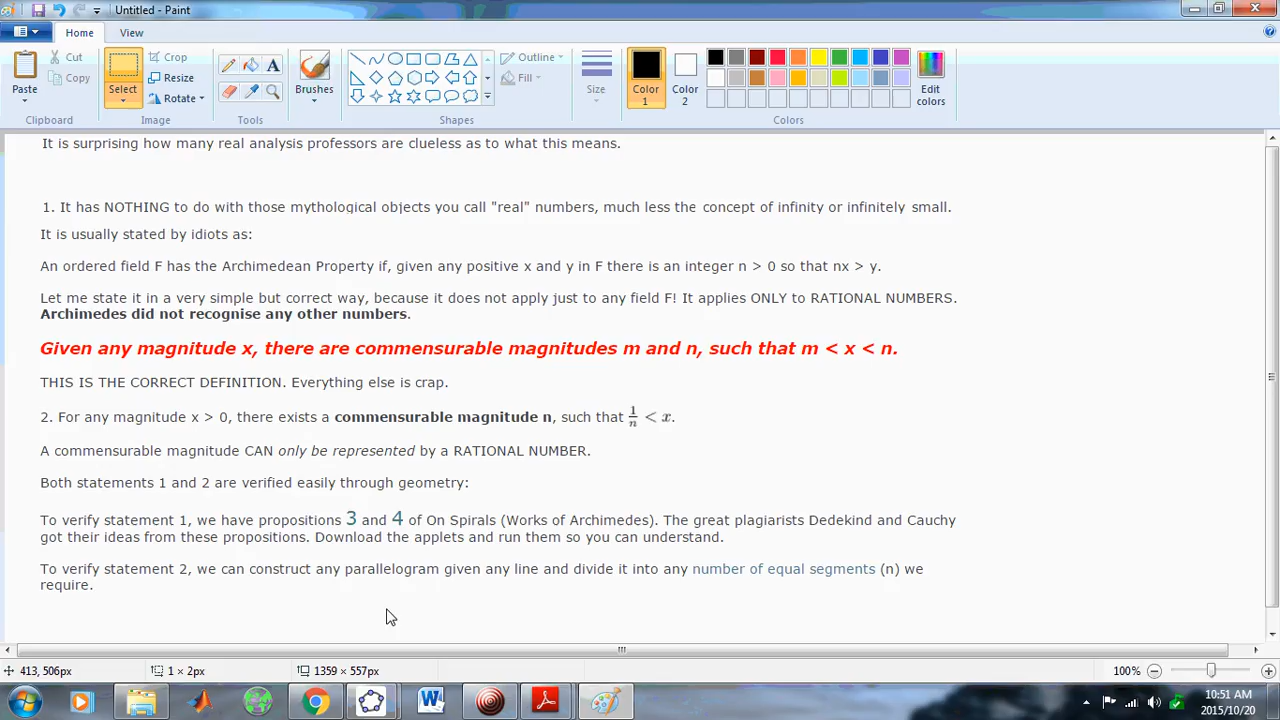 Untitled - Paint
Home View
Paste
Cut
Copy
Clipboard
Select
Crop
Resize
Rotate
Image
Tools
Brushes
Outline
Fill
Shapes
Size
Color 1
Color 2
Edit colors
Colors
It is surprising how many real analysis professors are clueless as to what this means.
1. It has NOTHING to do with those mythological objects you call "real" numbers, much less the concept of infinity or infinitely small.
It is usually stated by idiots as:
An ordered field F has the Archimedean Property if, given any positive x and y in F there is an integer n > 0 so that nx > y.
Let me state it in a very simple but correct way, because it does not apply just to any field F! It applies ONLY to RATIONAL NUMBERS.
Archimedes did not recognise any other numbers.
Given any magnitude x, there are commensurable magnitudes m and n, such that m < x < n.
THIS IS THE CORRECT DEFINITION. Everything else is crap.
2. For any magnitude x > 0, there exists a commensurable magnitude n, such that 1/n < x.
A commensurable magnitude CAN only be represented by a RATIONAL NUMBER.
Both statements 1 and 2 are verified easily through geometry:
To verify statement 1, we have propositions 3 and 4 of On Spirals (Works of Archimedes). The great plagiarists Dedekind and Cauchy
got their ideas from these propositions. Download the applets and run them so you can understand.
To verify statement 2, we can construct any parallelogram given any line and divide it into any number of equal segments (n) we
require.
413, 506px
1 × 2px
1359 × 557px
100%
10:51 AM
2015/10/20